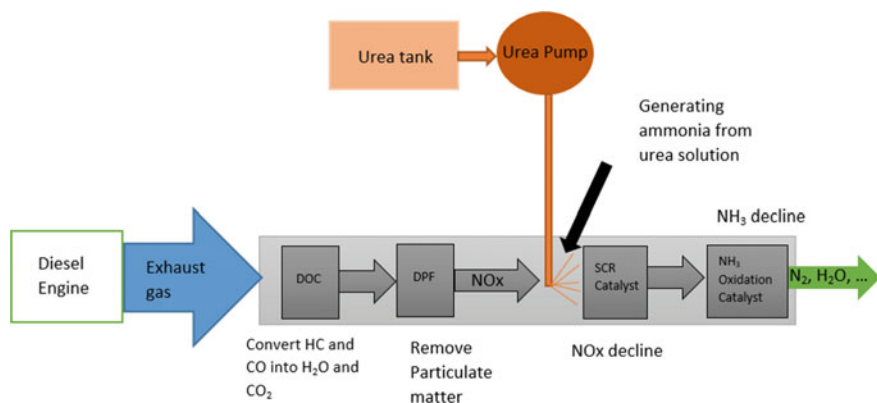 Urea tank
Urea Pump
Generating
ammonia from
urea solution
NH₃ decline
Diesel
Engine
Exhaust
gas
DOC
DPF
NOx
SCR
Catalyst
NH₃
Oxidation
Catalyst
N₂, H₂O, ...
Convert HC and
CO into H₂O and
CO₂
Remove
Particulate
matter
NOx decline